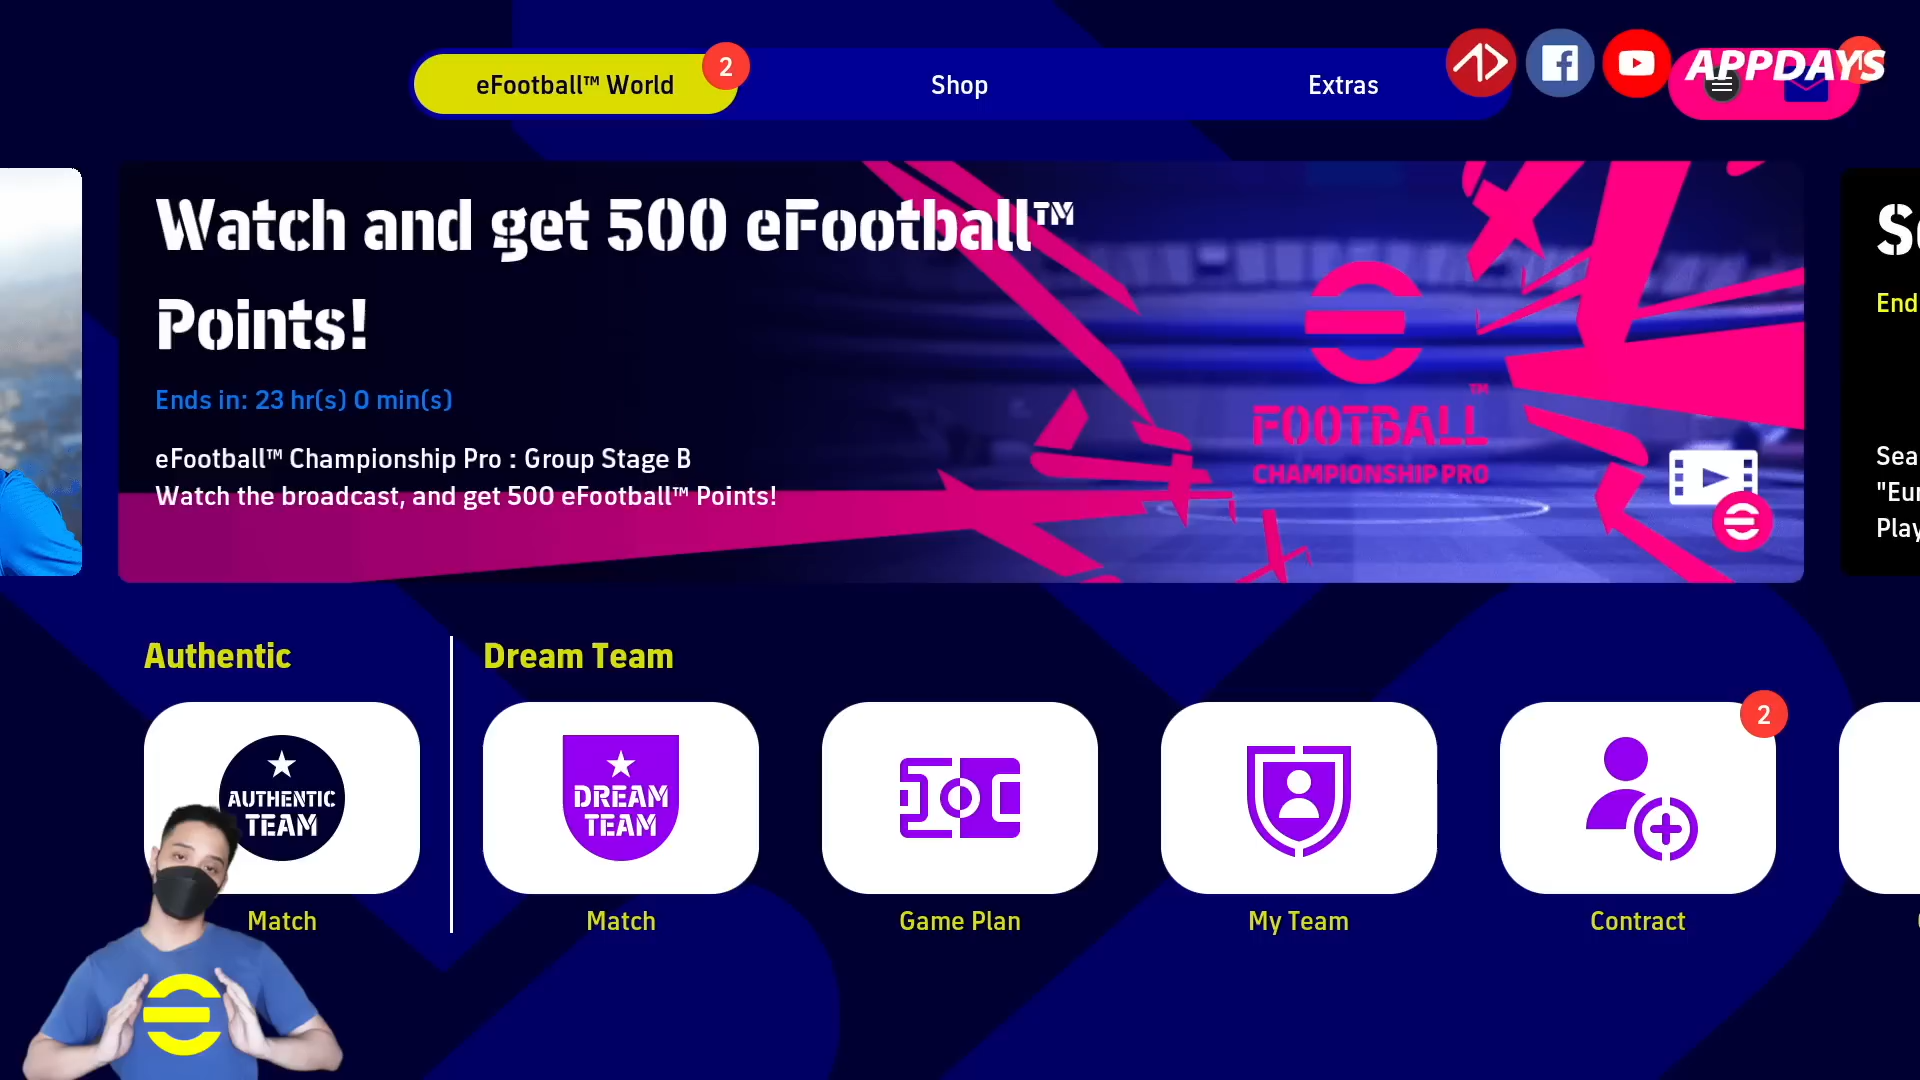 eFootball™ World
2
Shop
Extras
APPDAYS
Watch and get 500 eFootball™
Points!
Ends in: 23 hr(s) 0 min(s)
eFootball™ Championship Pro : Group Stage B
Watch the broadcast, and get 500 eFootball™ Points!
FOOTBALL™
CHAMPIONSHIP PRO
End
Sea
"Eur
Play
Authentic
Dream Team
AUTHENTIC
TEAM
DREAM
TEAM
2
Match
Match
Game Plan
My Team
Contract